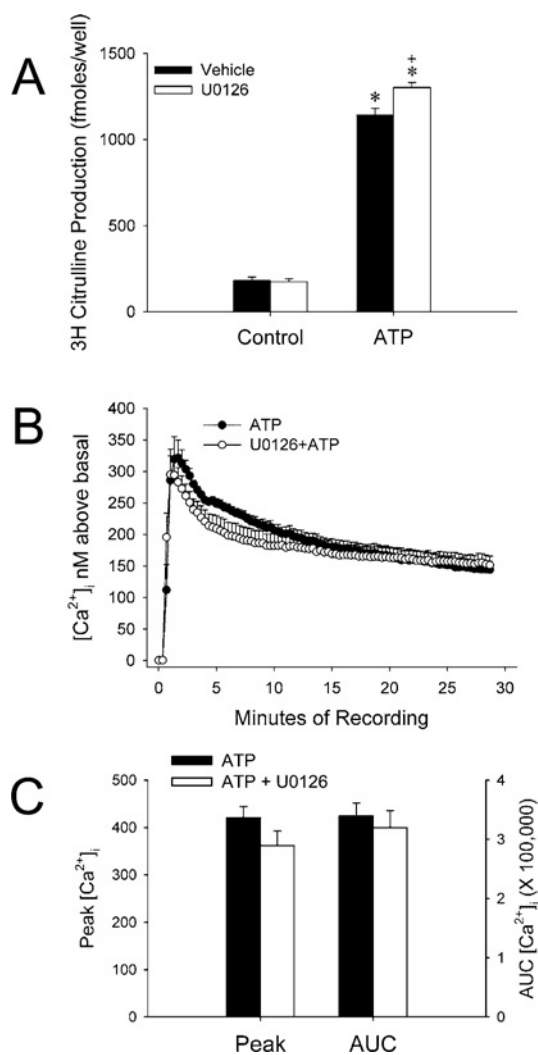 A
3H Citrulline Production (fmoles/well)
1500
1000
500
0
Vehicle
U0126
*
+
*
Control ATP
B
[Ca2+]i nM above basal
400
350
300
250
200
150
100
50
0
ATP
U0126+ATP
0 5 10 15 20 25 30
Minutes of Recording
C
ATP
ATP + U0126
Peak [Ca2+]i
500
400
300
200
100
0
4
3
2
1
0
AUC [Ca2+]i (X 100,000)
Peak AUC